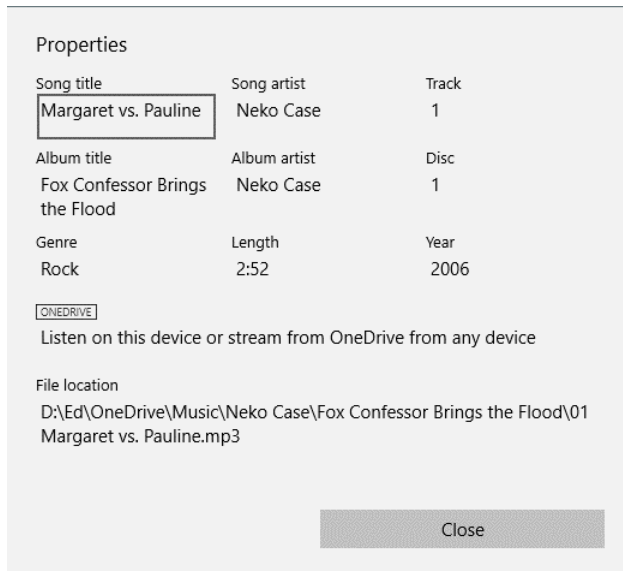 Properties
Song title Song artist Track
Margaret vs. Pauline Neko Case 1
Album title Album artist Disc
Fox Confessor Brings Neko Case 1
the Flood
Genre Length Year
Rock 2:52 2006
ONEDRIVE
Listen on this device or stream from OneDrive from any device
File location
D:\Ed\OneDrive\Music\Neko Case\Fox Confessor Brings the Flood\01
Margaret vs. Pauline.mp3
Close